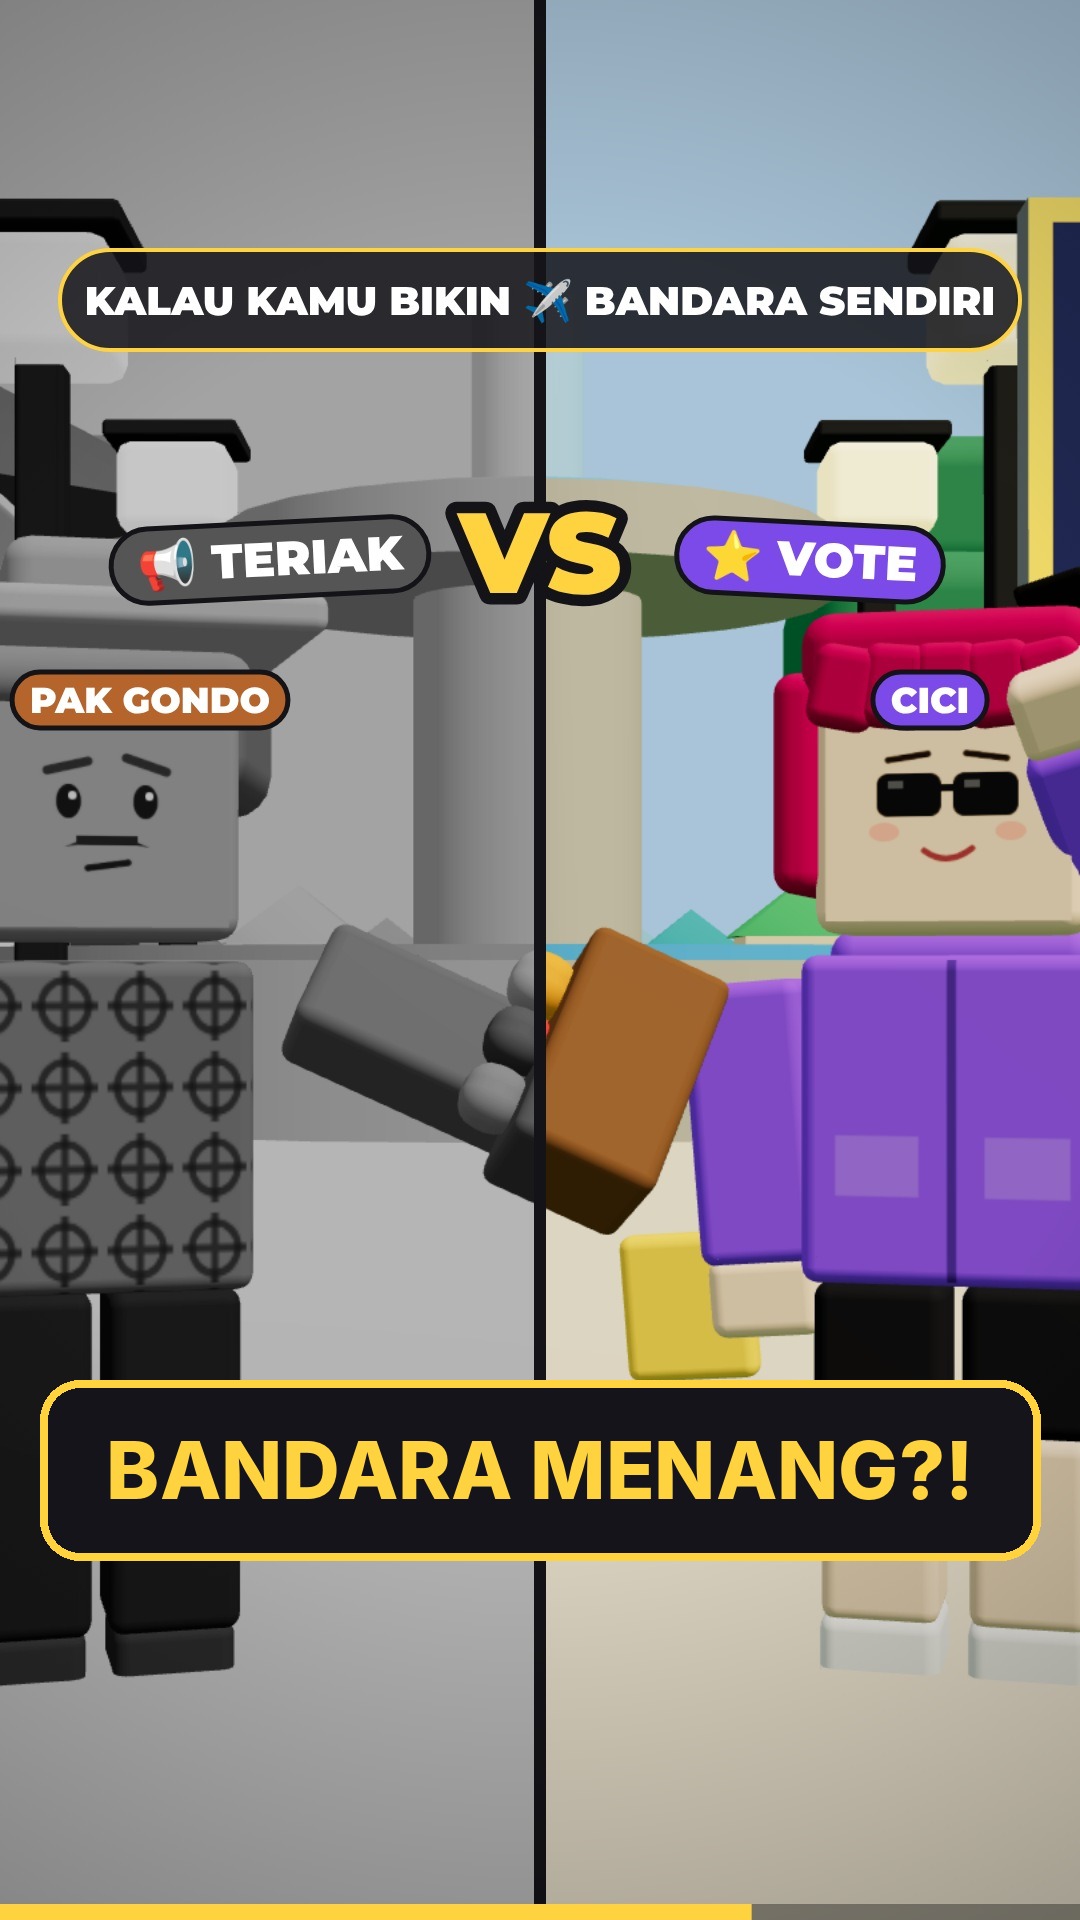 KALAU KAMU BIKIN ✈️ BANDARA SENDIRI
📢 TERIAK
VS
⭐ VOTE
PAK GONDO
CICI
BANDARA MENANG?!